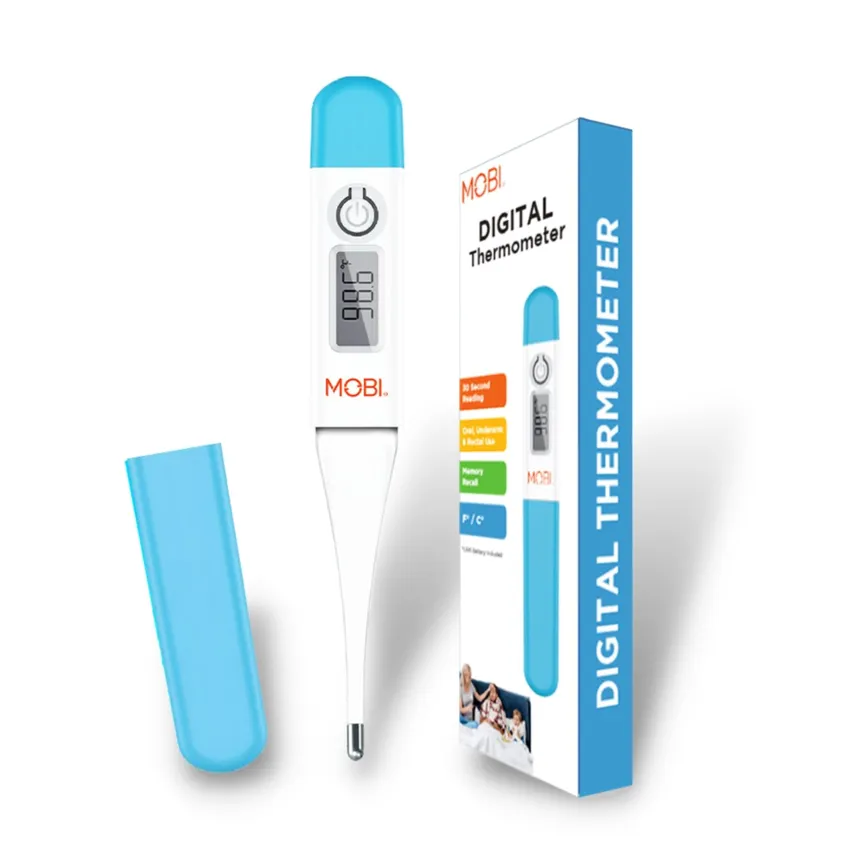 98.6 °F
MOBI
MOBI
DIGITAL
Thermometer
30 Second
Reading
Oral, Underarm
& Rectal Use
Memory
Recall
F° / C°
98.6
MOBI
DIGITAL THERMOMETER